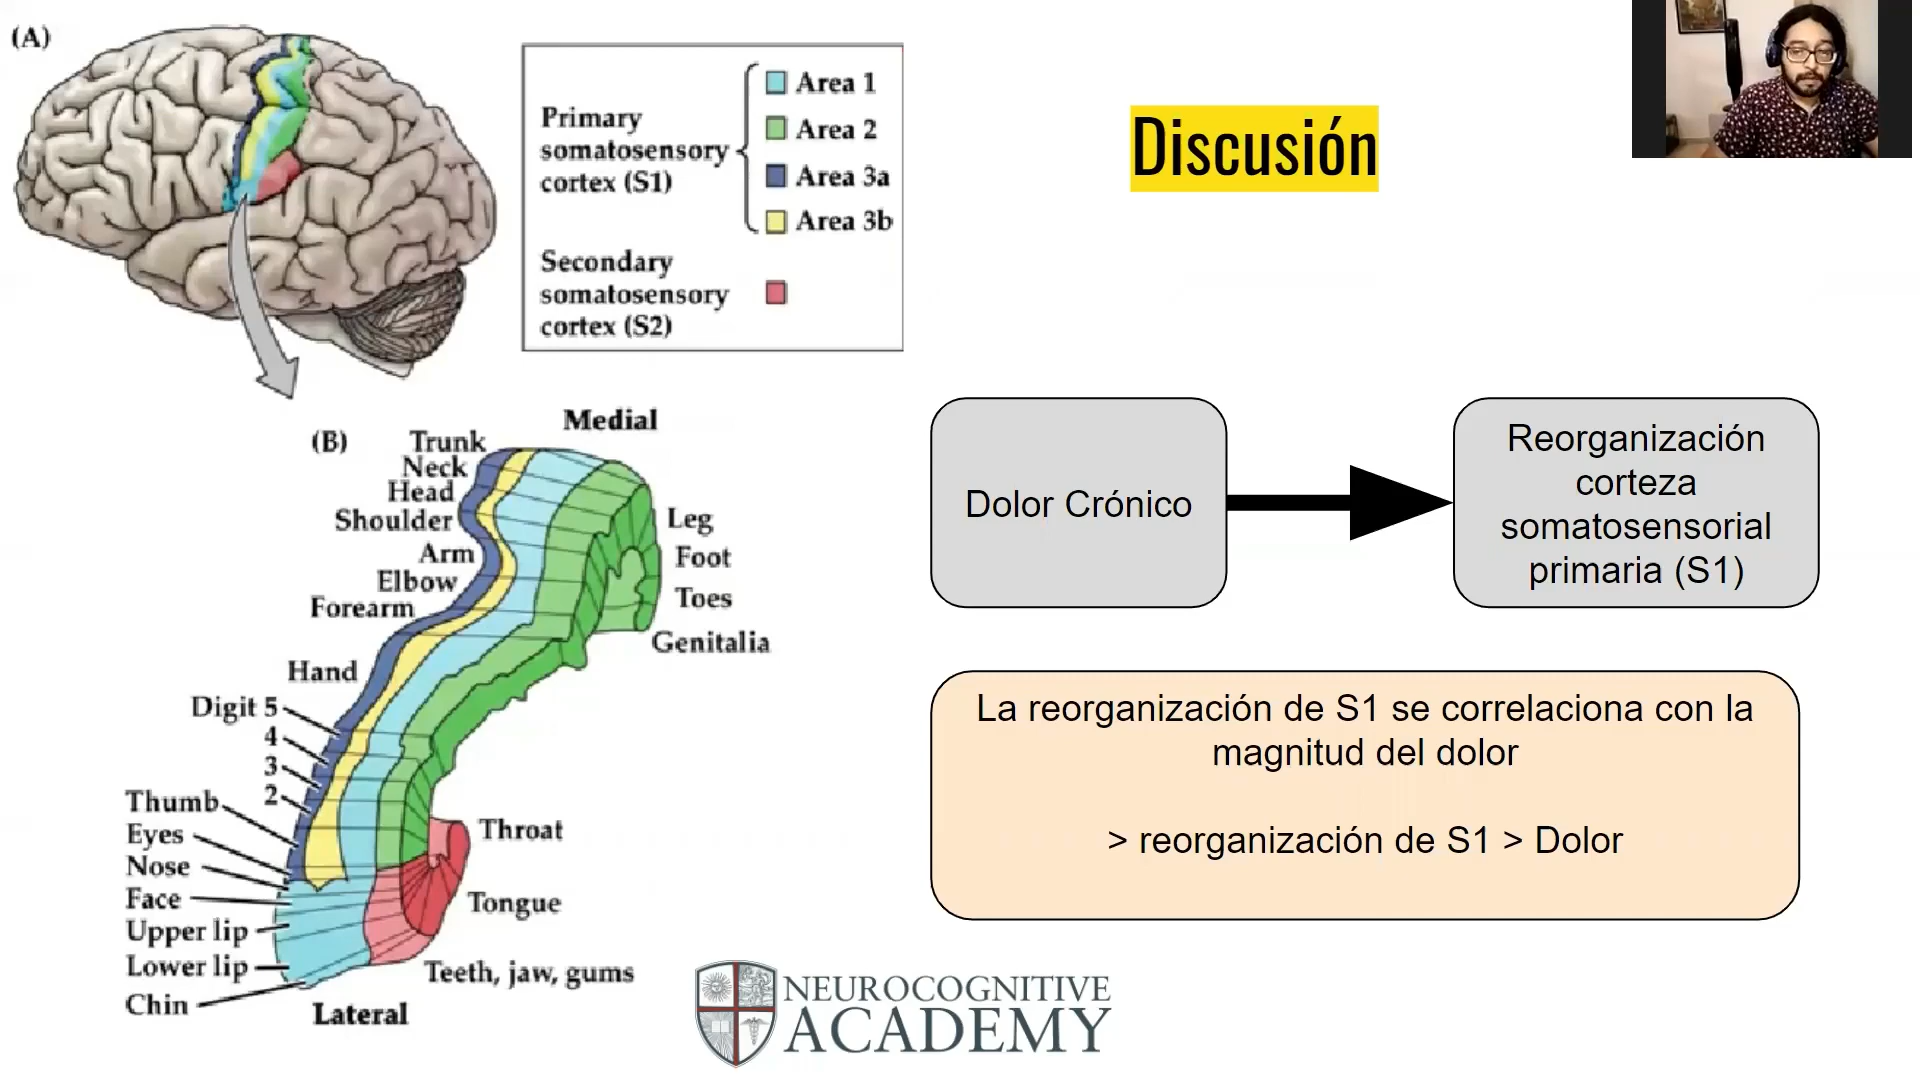 (A)
Primary
somatosensory
cortex (S1)
Area 1
Area 2
Area 3a
Area 3b
Secondary
somatosensory
cortex (S2)
Discusión
(B)
Medial
Trunk
Neck
Head
Shoulder
Arm
Elbow
Forearm
Hand
Digit 5
4
3
2
Thumb
Eyes
Nose
Face
Upper lip
Lower lip
Chin
Leg
Foot
Toes
Genitalia
Throat
Tongue
Teeth, jaw, gums
Lateral
Dolor Crónico
Reorganización
corteza
somatosensorial
primaria (S1)
La reorganización de S1 se correlaciona con la
magnitud del dolor
> reorganización de S1 > Dolor
NEUROCOGNITIVE
ACADEMY